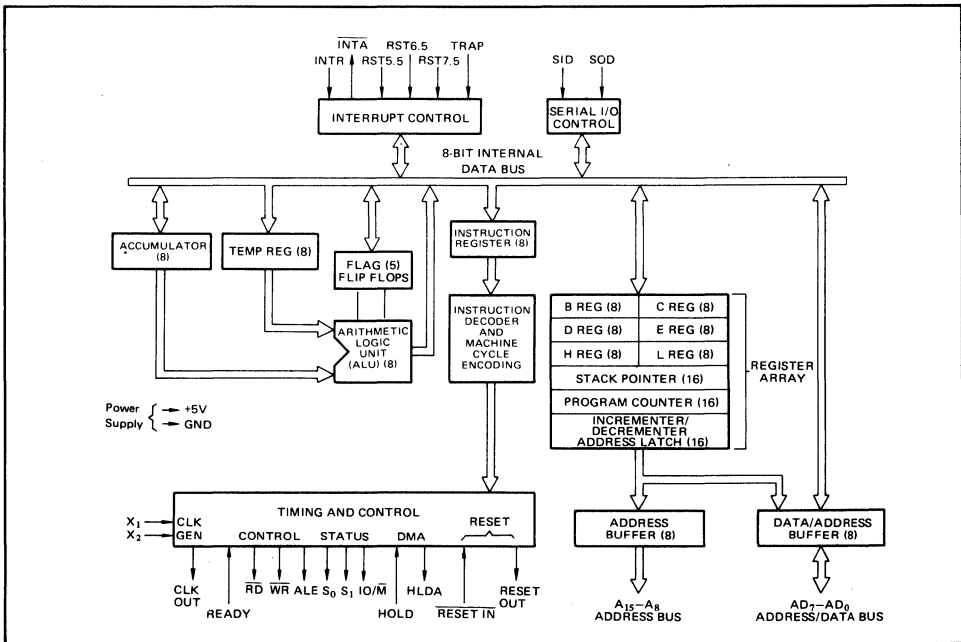 INTA RST6.5 TRAP
INTR RST5.5 RST7.5
SID SOD
INTERRUPT CONTROL
SERIAL I/O
CONTROL
8-BIT INTERNAL
DATA BUS
ACCUMULATOR
(8)
TEMP REG (8)
FLAG (5)
FLIP FLOPS
INSTRUCTION
REGISTER (8)
ARITHMETIC
LOGIC
UNIT
(ALU) (8)
INSTRUCTION
DECODER
AND
MACHINE
CYCLE
ENCODING
B REG (8) C REG (8)
D REG (8) E REG (8)
H REG (8) L REG (8)
STACK POINTER (16)
PROGRAM COUNTER (16)
INCREMENTER/
DECREMENTER
ADDRESS LATCH (16)
REGISTER
ARRAY
Power +5V
Supply GND
TIMING AND CONTROL
X1 CLK
X2 GEN
CONTROL STATUS DMA RESET
CLK
OUT
READY
RD WR ALE S0 S1 IO/M
HOLD
HLDA
RESET IN
RESET
OUT
ADDRESS
BUFFER (8)
DATA/ADDRESS
BUFFER (8)
A15–A8
ADDRESS BUS
AD7–AD0
ADDRESS/DATA BUS